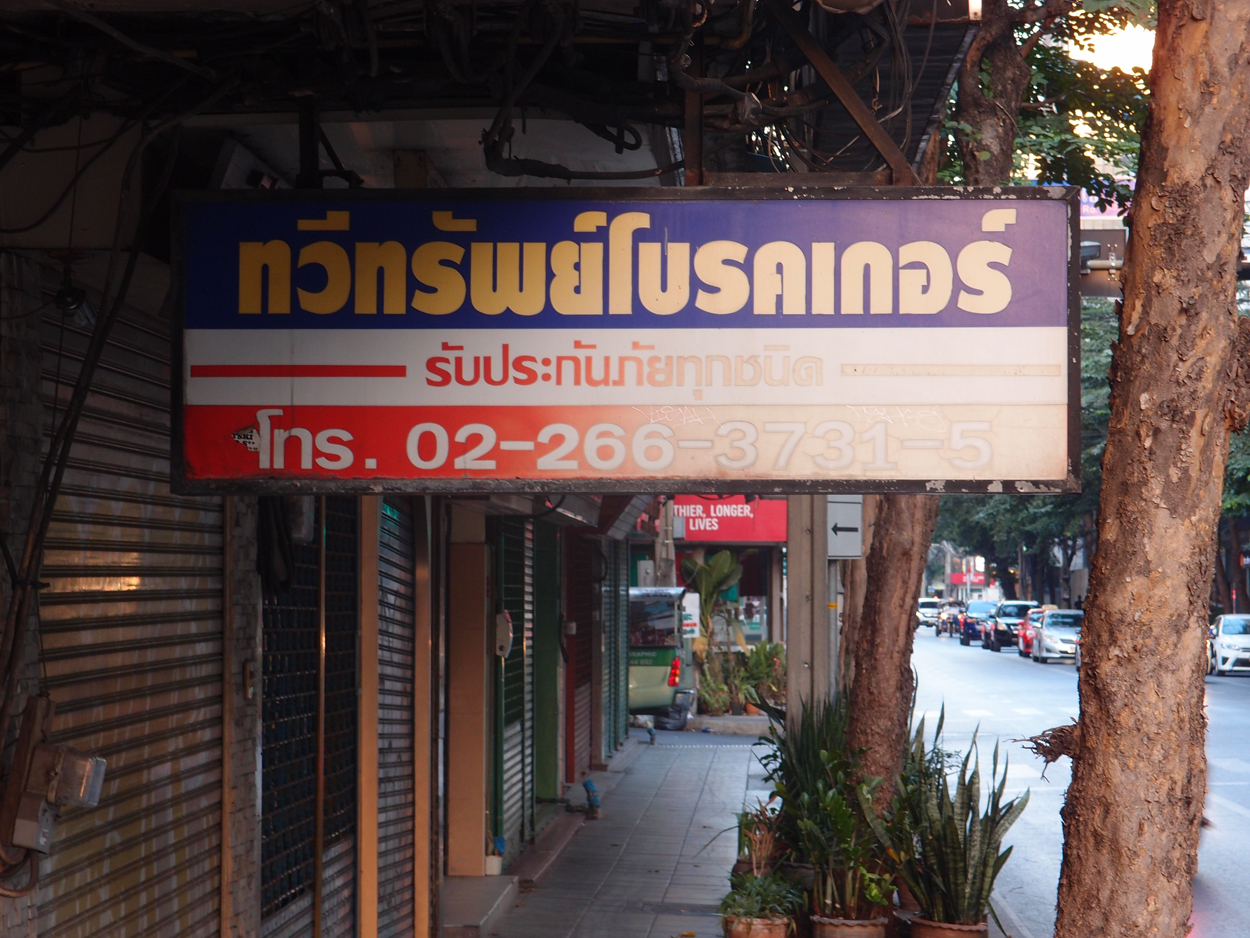 ทวีทรัพย์โบรคเกอร์
รับประกันภัยทุกชนิด
โทร. 02-266-3731-5
THIER, LONGER,
LIVES